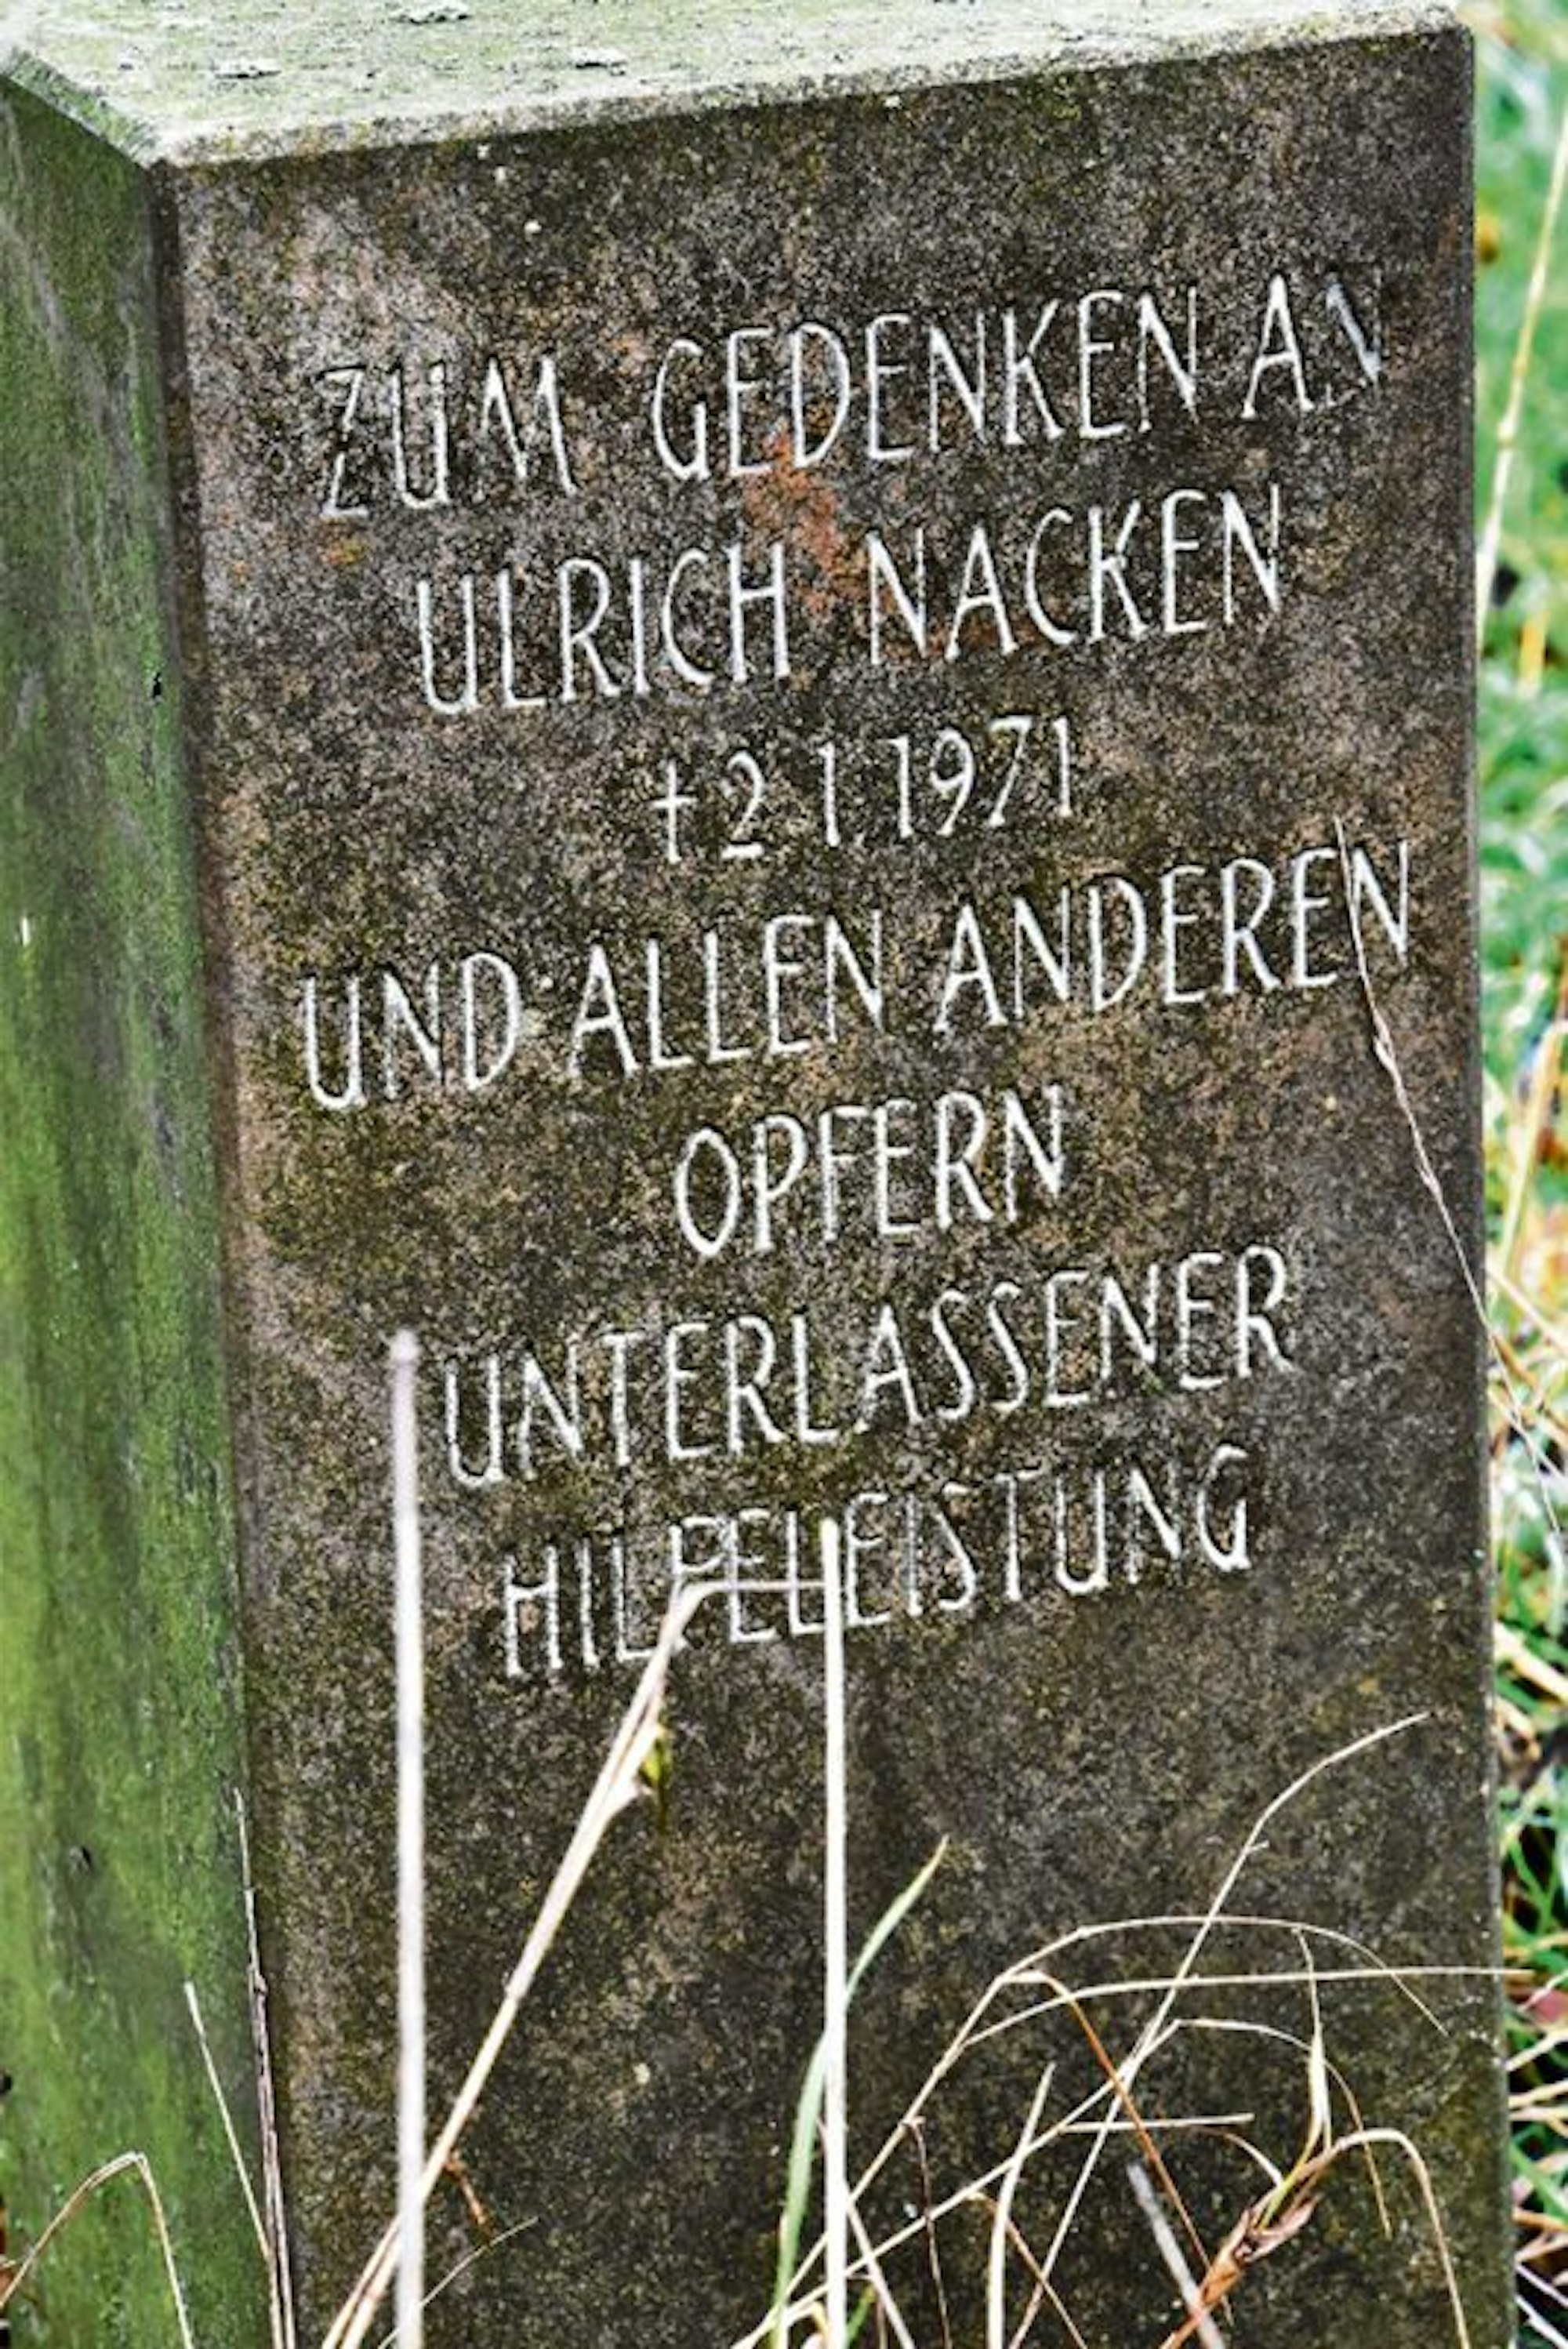 ZUM GEDENKEN AN
ULRICH NACKEN
† 2 1.1971
UND ALLEN ANDEREN
OPFERN
UNTERLASSENER
HILFELEISTUNG